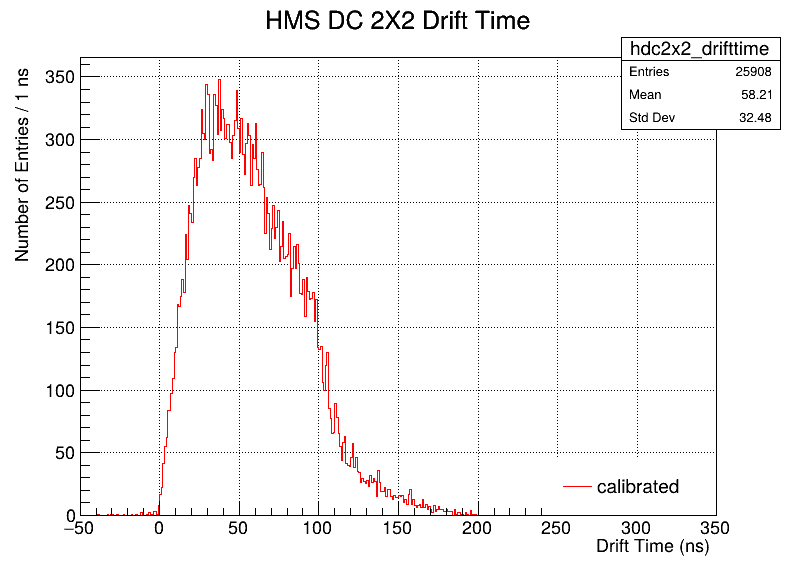 HMS DC 2X2 Drift Time
hdc2x2_drifttime
Entries 25908
Mean 58.21
Std Dev 32.48
Number of Entries / 1 ns
350
300
250
200
150
100
50
0
−50 0 50 100 150 200 250 300 350
Drift Time (ns)
calibrated